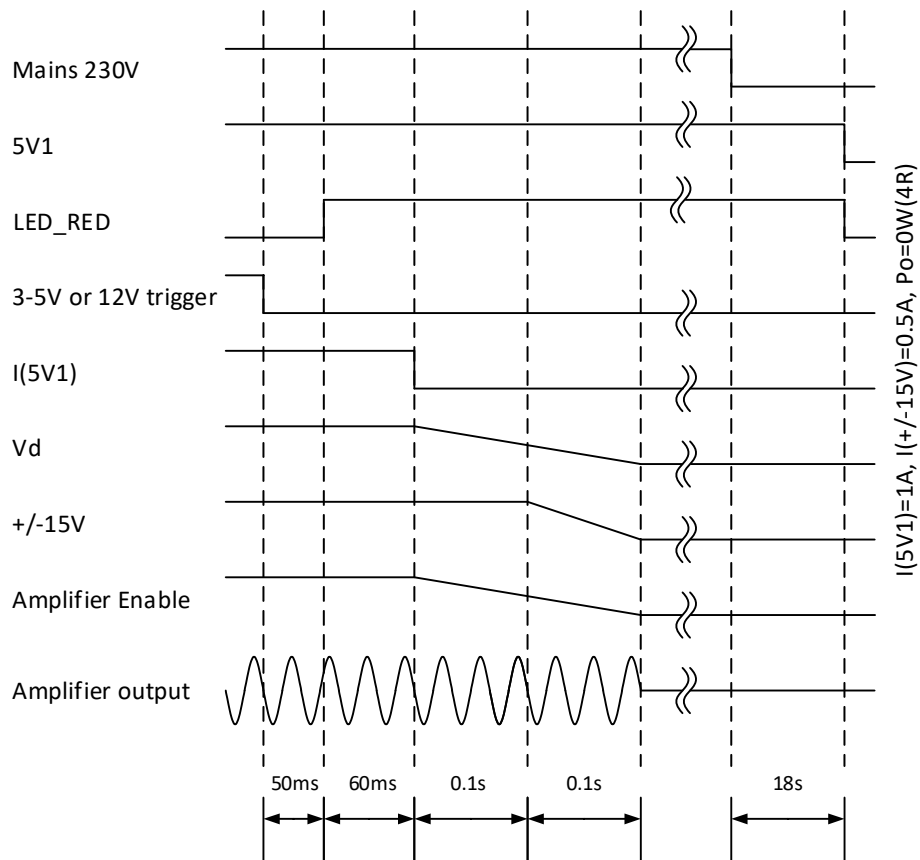 Mains 230V
5V1
LED_RED
3-5V or 12V trigger
I(5V1)
Vd
+/-15V
Amplifier Enable
Amplifier output
50ms 60ms 0.1s 0.1s 18s
I(5V1)=1A, I(+/-15V)=0.5A, Po=0W(4R)